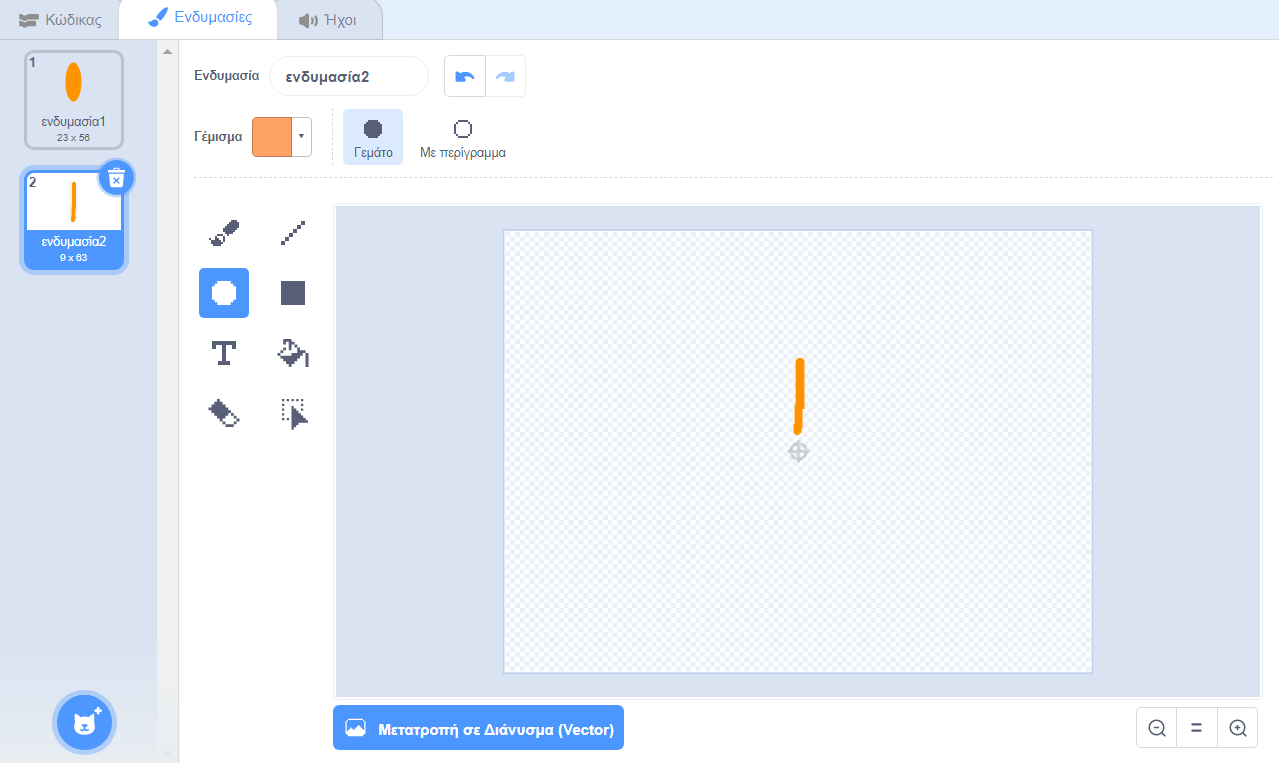 Κώδικας
Ενδυμασίες
Ήχοι
1
ενδυμασία1
23 x 56
2
ενδυμασία2
9 x 63
Ενδυμασία
ενδυμασία2
Γέμισμα
Γεμάτο
Με περίγραμμα
Μετατροπή σε Διάνυσμα (Vector)